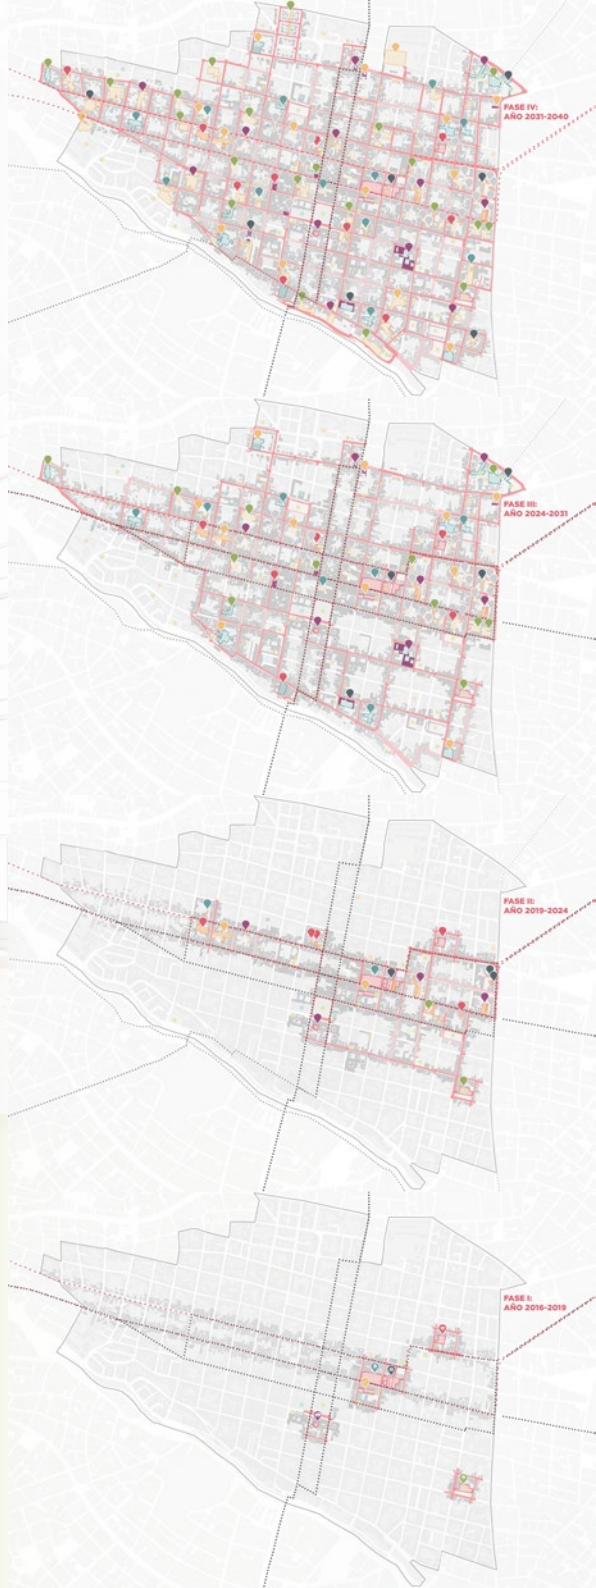 FASE IV:
AÑO 2031-2040
FASE III:
AÑO 2024-2031
FASE II:
AÑO 2019-2024
FASE I:
AÑO 2016-2019